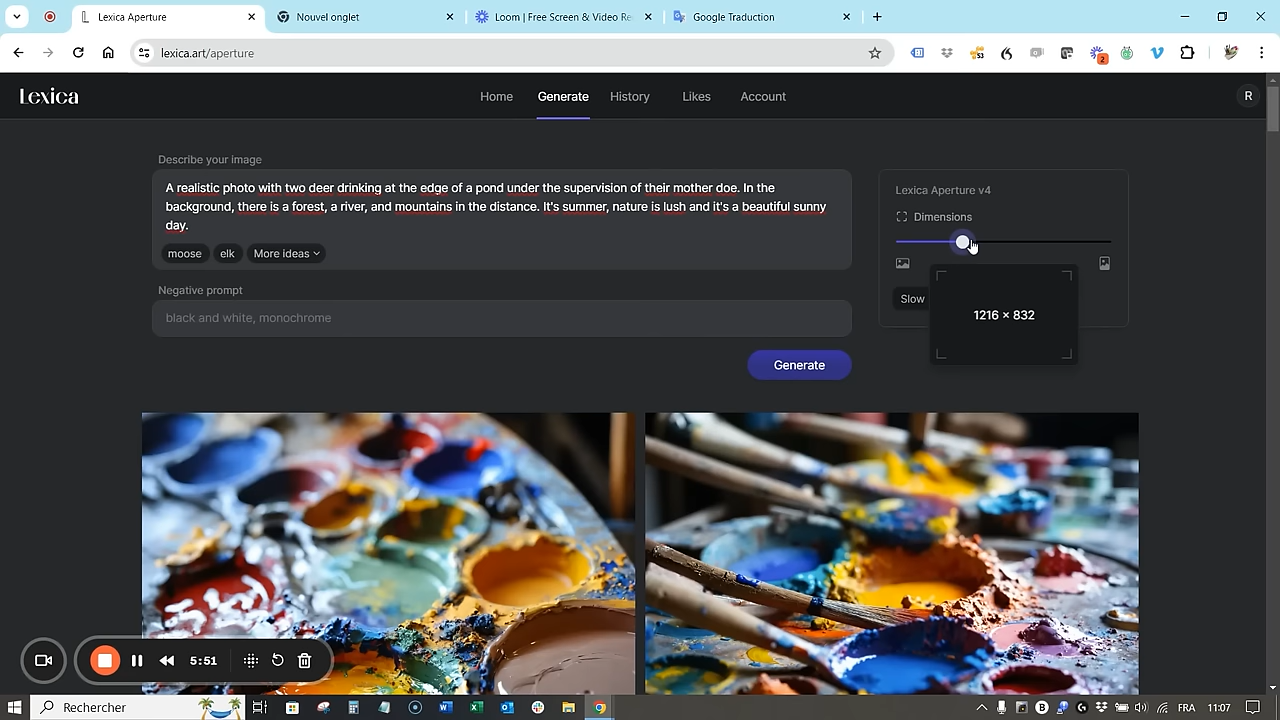 Lexica Aperture
Nouvel onglet
Loom | Free Screen & Video Re
Google Traduction
lexica.art/aperture
S3
2
Lexica
Home
Generate
History
Likes
Account
R
Describe your image
A realistic photo with two deer drinking at the edge of a pond under the supervision of their mother doe. In the
background, there is a forest, a river, and mountains in the distance. It's summer, nature is lush and it's a beautiful sunny
day.
moose
elk
More ideas
Negative prompt
black and white, monochrome
Generate
Lexica Aperture v4
Dimensions
Slow
1216 × 832
5:51
Rechercher
FRA
11:07